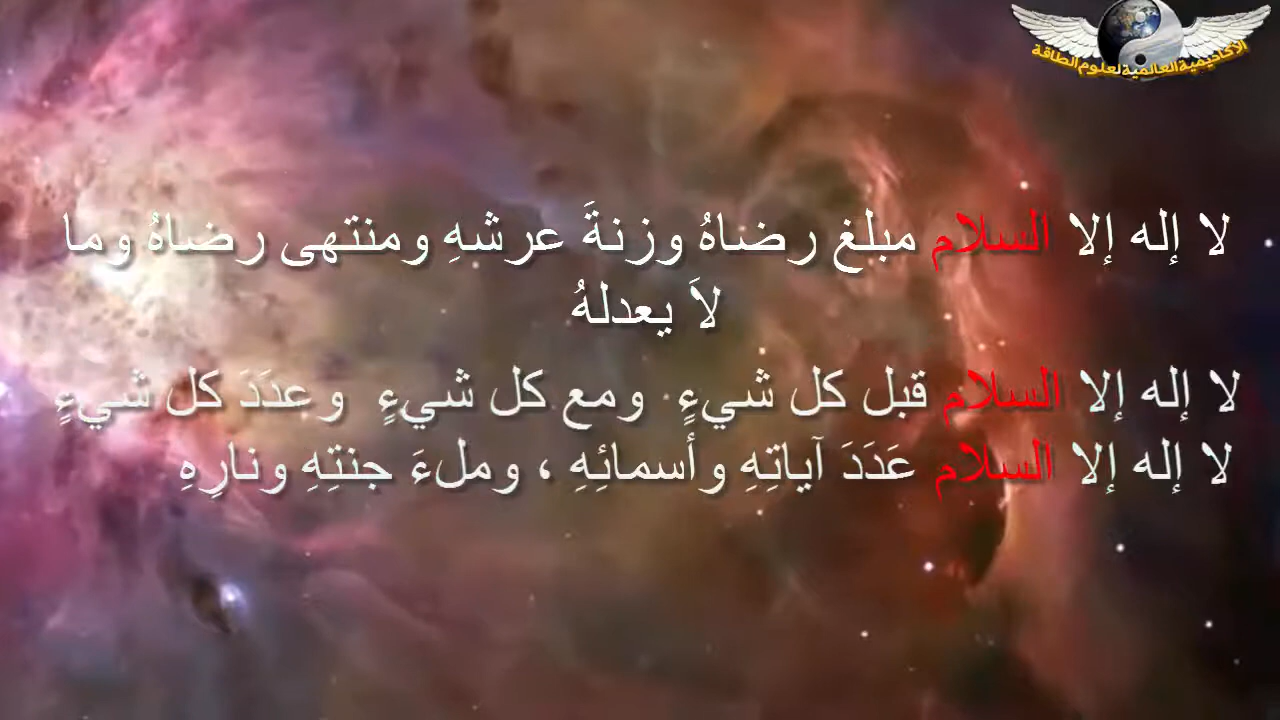 الأكاديمية العالمية لعلوم الطاقة
لا إله إلا السلام مبلغ رضاهُ وزنةَ عرشهِ ومنتهى رضاهُ وما
لاَ يعدلهُ
لا إله إلا السلام قبل كل شيءٍ ومع كل شيءٍ وعدَدَ كل شيءٍ
لا إله إلا السلام عَدَدَ آياتِهِ وأسمائِهِ ، وملءَ جنتِهِ ونارِهِ